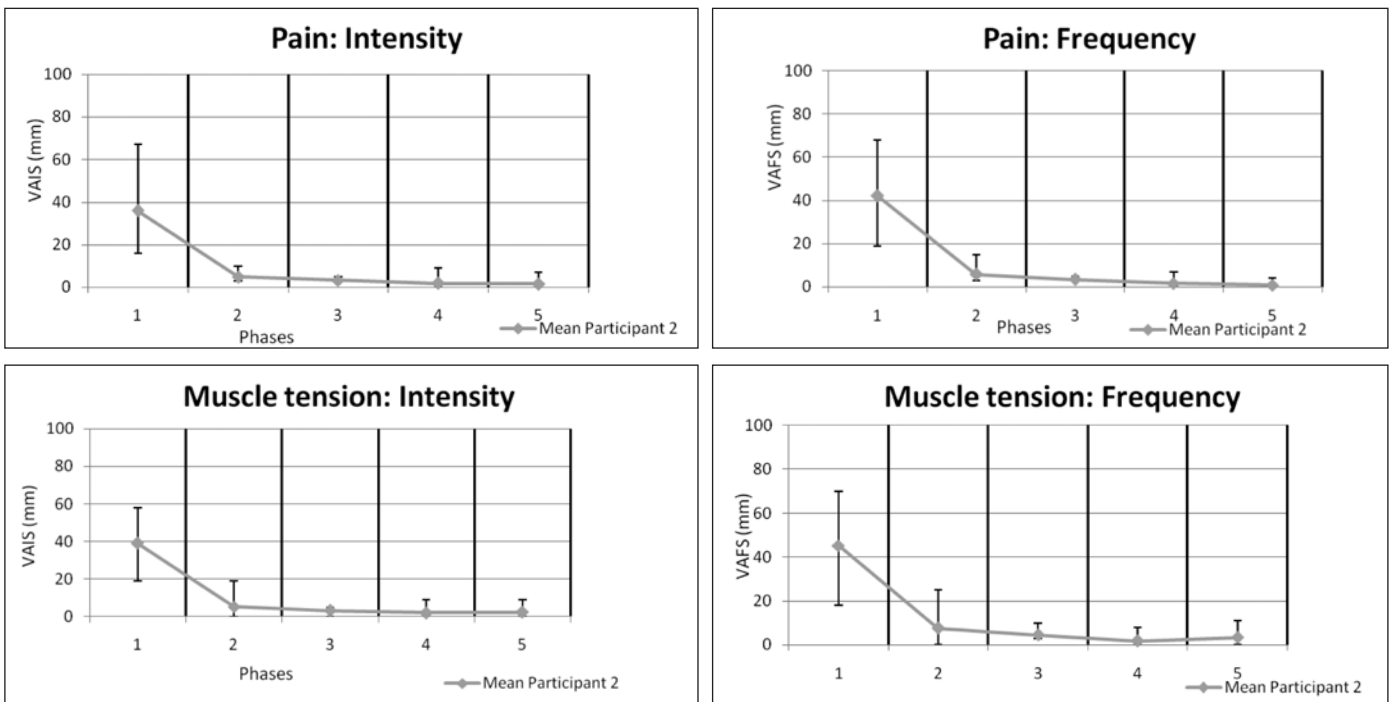 Pain: Intensity
VAIS (mm)
100
80
60
40
20
0
1 2 3 4 5
Phases
Mean Participant 2
Pain: Frequency
VAFS (mm)
100
80
60
40
20
0
1 2 3 4 5
Phases
Mean Participant 2
Muscle tension: Intensity
VAIS (mm)
100
80
60
40
20
0
1 2 3 4 5
Phases
Mean Participant 2
Muscle tension: Frequency
VAFS (mm)
100
80
60
40
20
0
1 2 3 4 5
Mean Participant 2